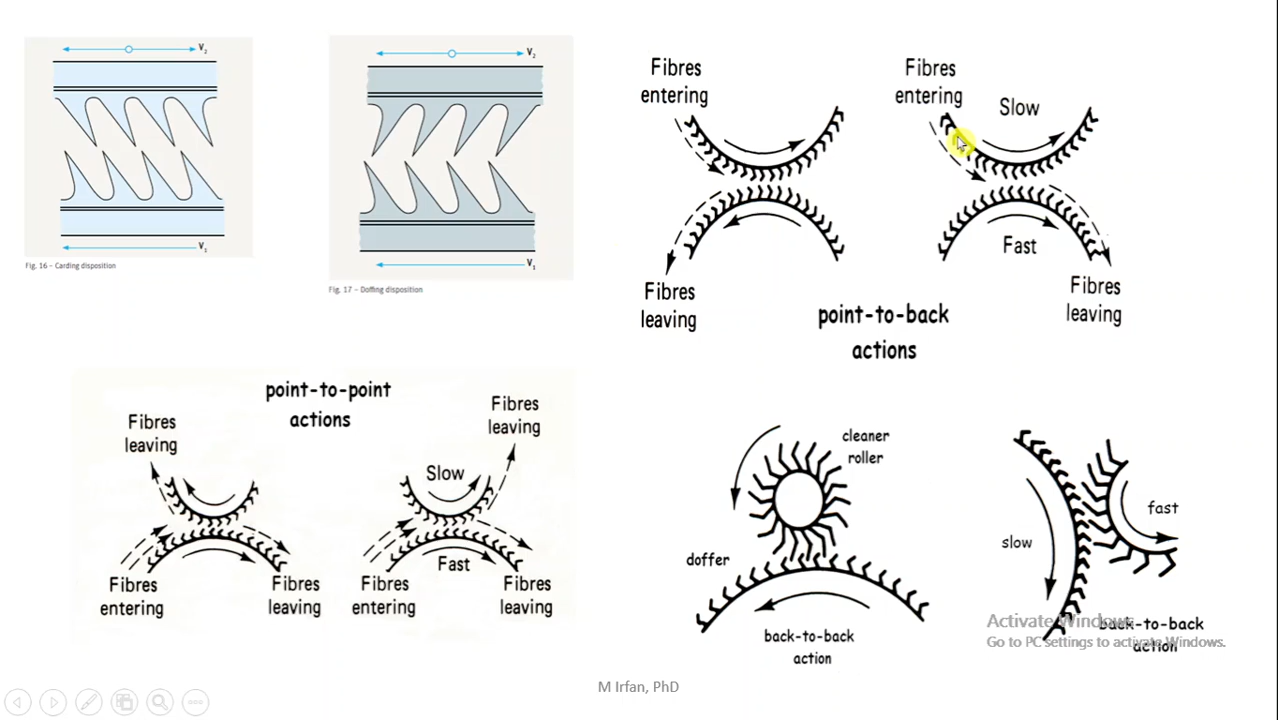 V2
V1
Fig. 16 – Carding disposition
V2
V1
Fig. 17 – Doffing disposition
Fibres
entering
Fibres
leaving
Fibres
entering
Slow
Fast
Fibres
leaving
point-to-back
actions
point-to-point
actions
Fibres
leaving
Fibres
entering
Fibres
leaving
Fibres
leaving
Slow
Fast
Fibres
entering
Fibres
leaving
cleaner
roller
doffer
back-to-back
action
slow
fast
back-to-back
action
Activate Windows
Go to PC settings to activate Windows.
M Irfan, PhD